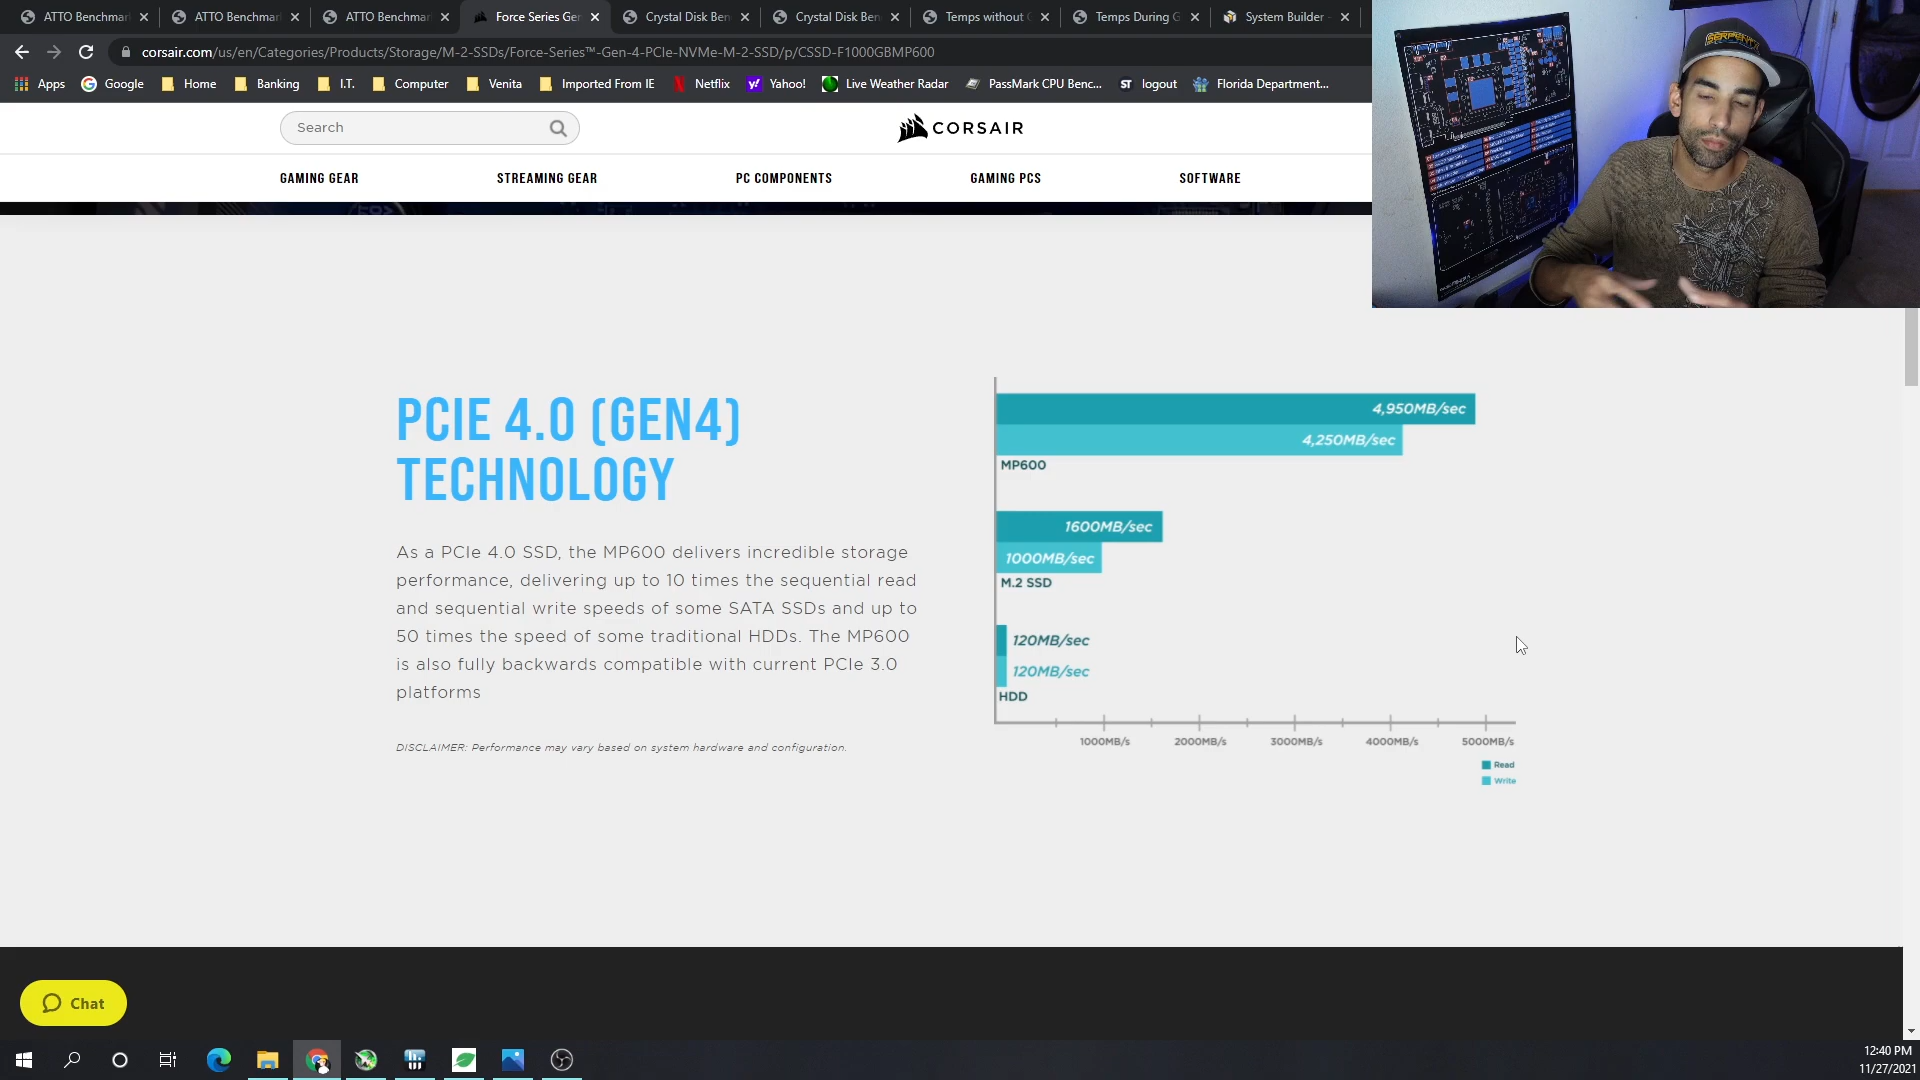 ATTO Benchmar
ATTO Benchmar
ATTO Benchmar
Force Series Ger
Crystal Disk Ben
Crystal Disk Ben
Temps without
Temps During G
System Builder -
corsair.com/us/en/Categories/Products/Storage/M-2-SSDs/Force-Series™-Gen-4-PCIe-NVMe-M-2-SSD/p/CSSD-F1000GBMP600
Apps
Google
Home
Banking
I.T.
Computer
Venita
Imported From IE
Netflix
Yahoo!
Live Weather Radar
PassMark CPU Benc...
ST
logout
Florida Department...
Search
CORSAIR
GAMING GEAR
STREAMING GEAR
PC COMPONENTS
GAMING PCS
SOFTWARE
PCIE 4.0 (GEN4)
TECHNOLOGY
As a PCIe 4.0 SSD, the MP600 delivers incredible storage
performance, delivering up to 10 times the sequential read
and sequential write speeds of some SATA SSDs and up to
50 times the speed of some traditional HDDs. The MP600
is also fully backwards compatible with current PCIe 3.0
platforms
DISCLAIMER: Performance may vary based on system hardware and configuration.
4,950MB/sec
4,250MB/sec
MP600
1600MB/sec
1000MB/sec
M.2 SSD
120MB/sec
120MB/sec
HDD
1000MB/s
2000MB/s
3000MB/s
4000MB/s
5000MB/s
Read
Write
Chat
12:40 PM
11/27/2021